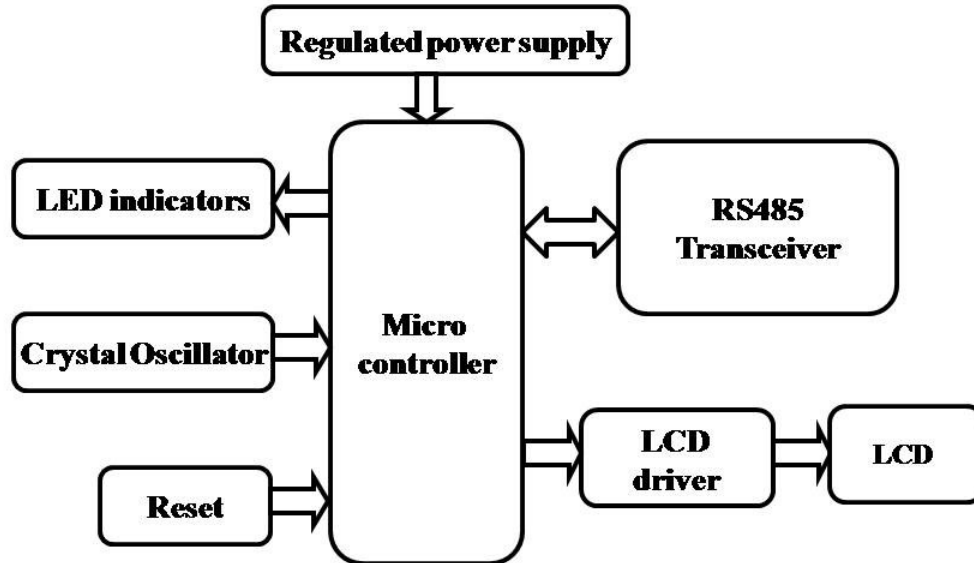 Regulated power supply
LED indicators
RS485
Transceiver
Crystal Oscillator
Micro
controller
LCD
driver
LCD
Reset